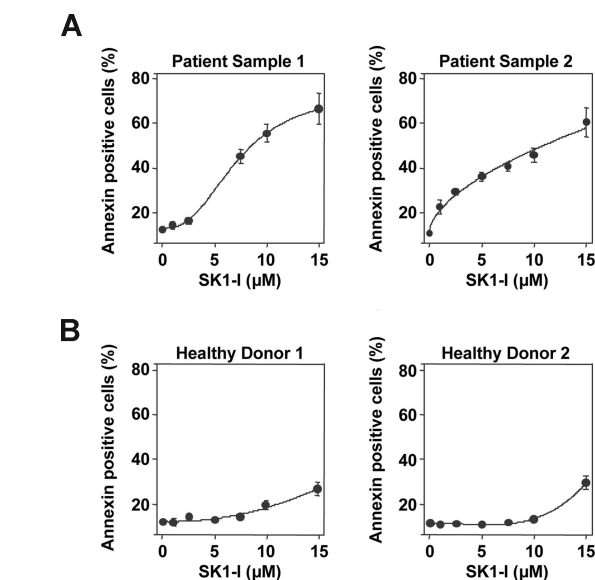 A
Patient Sample 1
Annexin positive cells (%)
80
60
40
20
0 5 10 15
SK1-I (µM)
Patient Sample 2
Annexin positive cells (%)
80
60
40
20
0 5 10 15
SK1-I (µM)
B
Healthy Donor 1
Annexin positive cells (%)
80
60
40
20
0 5 10 15
SK1-I (µM)
Healthy Donor 2
Annexin positive cells (%)
80
60
40
20
0 5 10 15
SK1-I (µM)